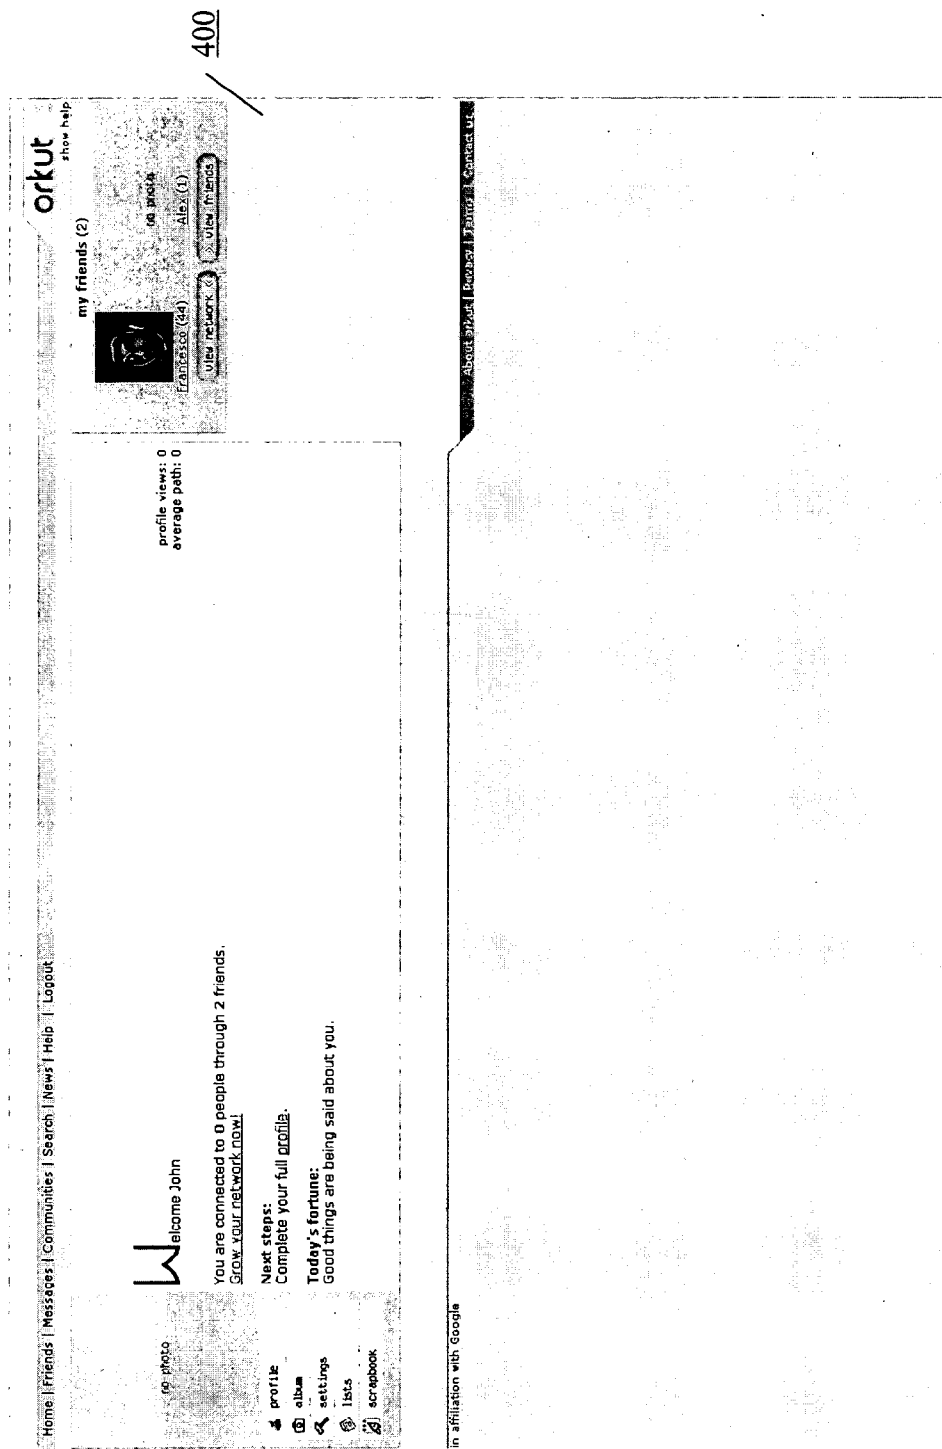 400
Home | Friends | Messages | Communities | Search | News | Help | Logout
orkut
show help
no photo
profile
album
settings
lists
scrapbook
Welcome John
profile views: 0
average path: 0
You are connected to 0 people through 2 friends.
Grow your network now!
Next steps:
Complete your full profile.
Today's fortune:
Good things are being said about you.
my friends (2)
no photo
Francesco (44) Alex (1)
view network view friends
in affiliation with Google
About orkut | Privacy | Terms | Contact us